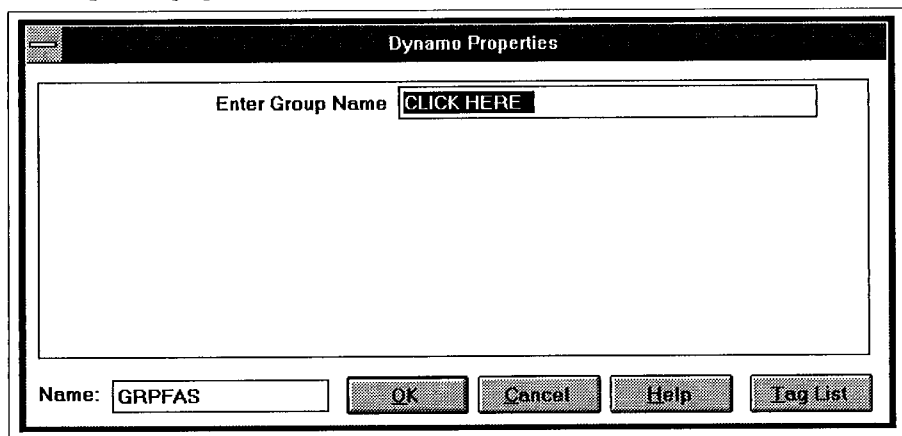 Dynamo Properties
Enter Group Name CLICK HERE
Name: GRPFAS OK Cancel Help Tag List